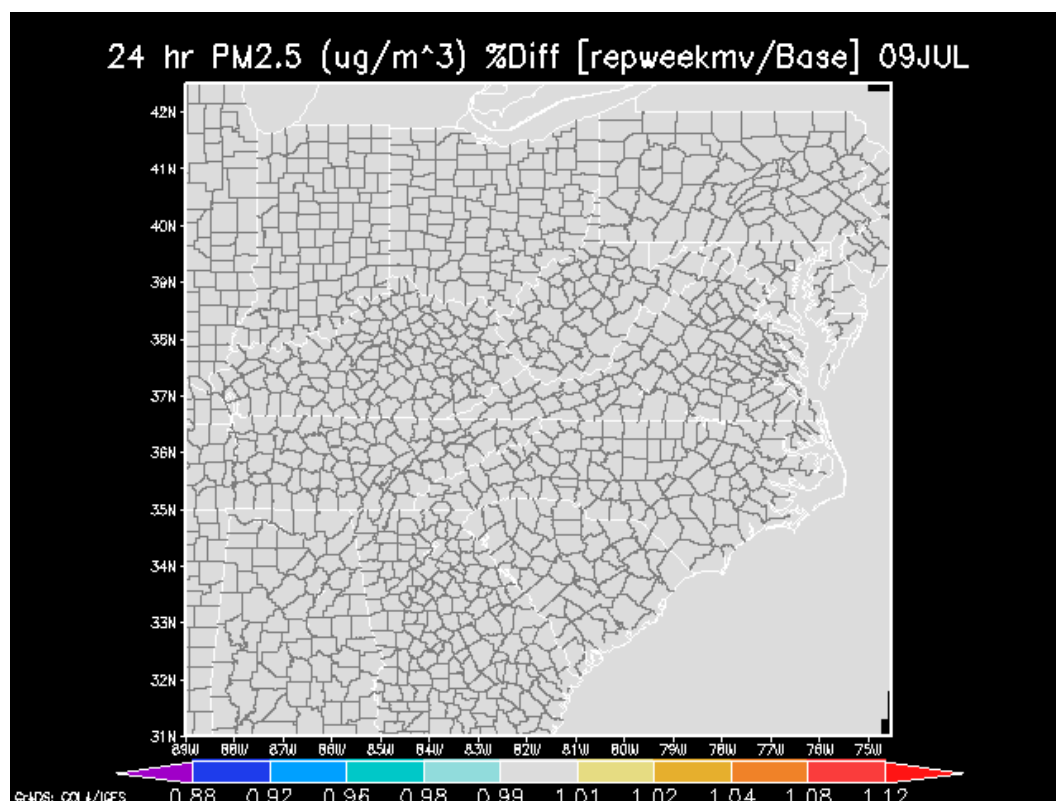 24 hr PM2.5 (ug/m^3) %Diff [repweekmv/Base] 09JUL
42N
41N
40N
39N
38N
37N
36N
35N
34N
33N
32N
31N
89W 88W 87W 86W 85W 84W 83W 82W 81W 80W 79W 78W 77W 76W 75W
GrADS: COLA/IGES 0.88 0.92 0.96 0.98 0.99 1.01 1.02 1.04 1.08 1.12